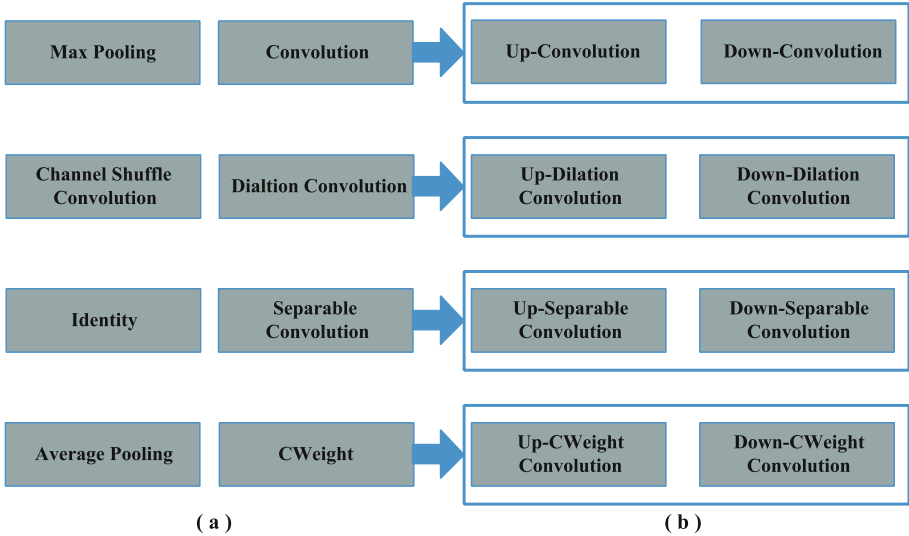 Max Pooling
Convolution
Up-Convolution
Down-Convolution
Channel Shuffle
Convolution
Dialtion Convolution
Up-Dilation
Convolution
Down-Dilation
Convolution
Identity
Separable
Convolution
Up-Separable
Convolution
Down-Separable
Convolution
Average Pooling
CWeight
Up-CWeight
Convolution
Down-CWeight
Convolution
( a )
( b )